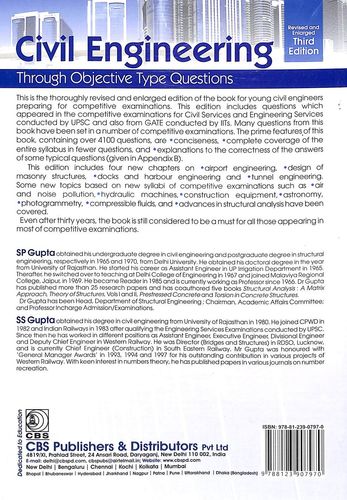 Revised and
Enlarged
Third
Edition
Civil Engineering
Through Objective Type Questions
This is the thoroughly revised and enlarged edition of the book for young civil engineers
preparing for competitive examinations. This edition includes questions which
appeared in the competitive examinations for Civil Services and Engineering Services
conducted by UPSC and also from GATE conducted by IITs. Many questions from this
book have been set in a number of competitive examinations. The prime features of this
book, containing over 4100 questions, are •conciseness, •complete coverage of the
entire syllabus in fewer questions, and •explanations to the correctness of the answers
of some typical questions (given in Appendix B).
This edition includes four new chapters on •airport engineering, •design of
masonry structures, •docks and harbour engineering and •tunnel engineering.
Some new topics based on new syllabi of competitive examinations such as •air
and noise pollution, •hydraulic machines, •construction equipment, •astronomy,
•photogrammetry, •compressible fluids, and •advances in structural analysis have been
covered.
Even after thirty years, the book is still considered to be a must for all those appearing in
most of competitive examinations.
SP Gupta obtained his undergraduate degree in civil engineering and postgraduate degree in structural
engineering, respectively in 1965 and 1970, from Delhi University. He obtained his doctoral degree in the year
from University of Rajasthan. He started his career as Assistant Engineer in UP Irrigation Department in 1965.
Thereafter, he switched over to teaching at Delhi College of Engineering in 1967 and joined Malaviya Regional
College, Jaipur, in 1969. He became Reader in 1985 and is currently working as Professor since 1956. Dr Gupta
has published more than 25 research papers and has coauthored five books Structural Analysis : A Matrix
Approach, Theory of Structures, Vols I and II, Prestressed Concrete and Torsion in Concrete Structures.
Dr Gupta has been Head, Department of Structural Engineering ; Chairman, Academic Affairs Committee;
and Professor Incharge Admission/Examinations.
SS Gupta obtained his degree in civil engineering from University of Rajasthan in 1980. He joined CPWD in
1982 and Indian Railways in 1983 after qualifying the Engineering Services Examinations conducted by UPSC.
Since then he has worked in different positions as Assistant Engineer, Executive Engineer, Divisional Engineer
and Deputy Chief Engineer in Western Railway. He was Director (Bridges and Structures) in RDSO, Lucknow,
and is currently Chief Engineer (Construction) in South Eastern Railway. Mr Gupta was honoured with
'General Manager Awards' in 1993, 1994 and 1997 for his outstanding contribution in various projects of
Western Railway. With keen interest in numbers theory, he has published papers in various journals on number
recreation.
Dedicated to Education
CBS
CBS Publishers & Distributors Pvt Ltd
4819/XI, Prahlad Street, 24 Ansari Road, Daryaganj, New Delhi 110 002, India
E-mail: delhi@cbspd.com, cbspubs@airtelmail.in; Website: www.cbspd.com
New Delhi | Bengaluru | Chennai | Kochi | Kolkata | Mumbai
Bhopal | Bhubaneswar | Hyderabad | Jharkhand | Nagpur | Patna | Pune | Uttarakhand | Dhaka (Bangladesh)
ISBN: 978-81-239-0797-0
9 788123 907970